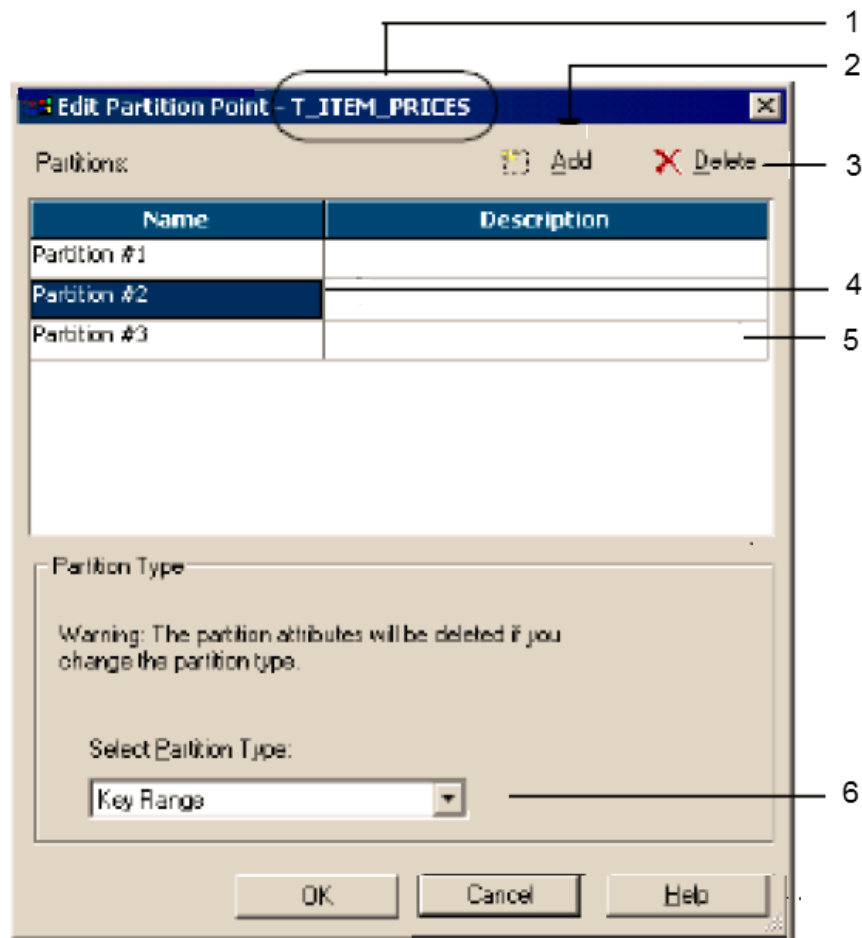 1
2
Edit Partition Point - T_ITEM_PRICES
Partitions:
Add
Delete
3
Name Description
Partition #1
Partition #2
4
Partition #3
5
Partition Type
Warning: The partition attributes will be deleted if you
change the partition type.
Select Partition Type:
Key Range
6
OK Cancel Help